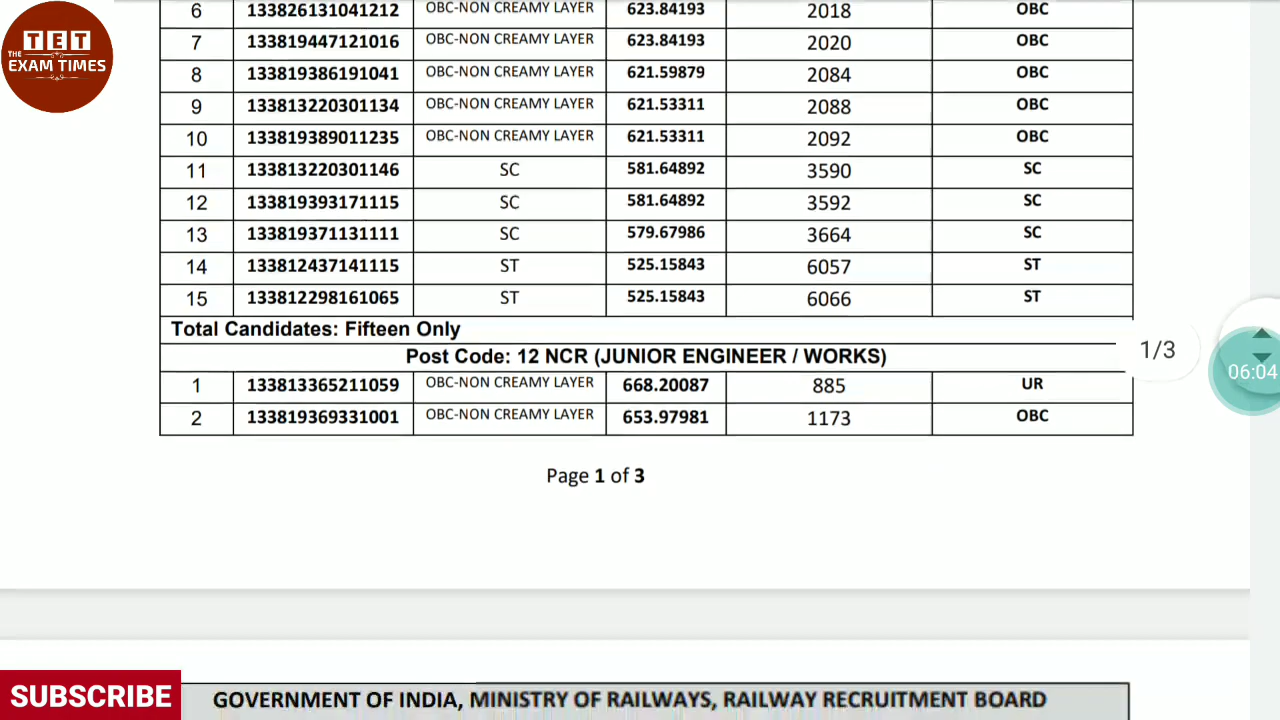 TET
THE
EXAM TIMES
6 133826131041212 OBC-NON CREAMY LAYER 623.84193 2018 OBC
7 133819447121016 OBC-NON CREAMY LAYER 623.84193 2020 OBC
8 133819386191041 OBC-NON CREAMY LAYER 621.59879 2084 OBC
9 133813220301134 OBC-NON CREAMY LAYER 621.53311 2088 OBC
10 133819389011235 OBC-NON CREAMY LAYER 621.53311 2092 OBC
11 133813220301146 SC 581.64892 3590 SC
12 133819393171115 SC 581.64892 3592 SC
13 133819371131111 SC 579.67986 3664 SC
14 133812437141115 ST 525.15843 6057 ST
15 133812298161065 ST 525.15843 6066 ST
Total Candidates: Fifteen Only
Post Code: 12 NCR (JUNIOR ENGINEER / WORKS)
1/3
06:04
1 133813365211059 OBC-NON CREAMY LAYER 668.20087 885 UR
2 133819369331001 OBC-NON CREAMY LAYER 653.97981 1173 OBC
Page 1 of 3
SUBSCRIBE
GOVERNMENT OF INDIA, MINISTRY OF RAILWAYS, RAILWAY RECRUITMENT BOARD